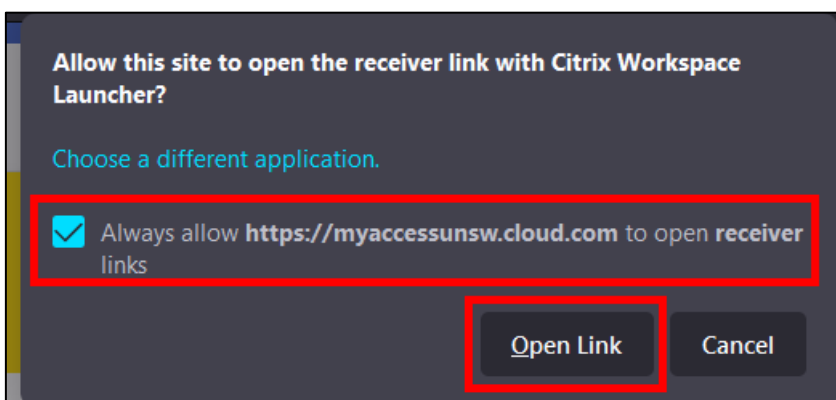 Allow this site to open the receiver link with Citrix Workspace
Launcher?
Choose a different application.
Always allow https://myaccessunsw.cloud.com to open receiver
links
Open Link Cancel